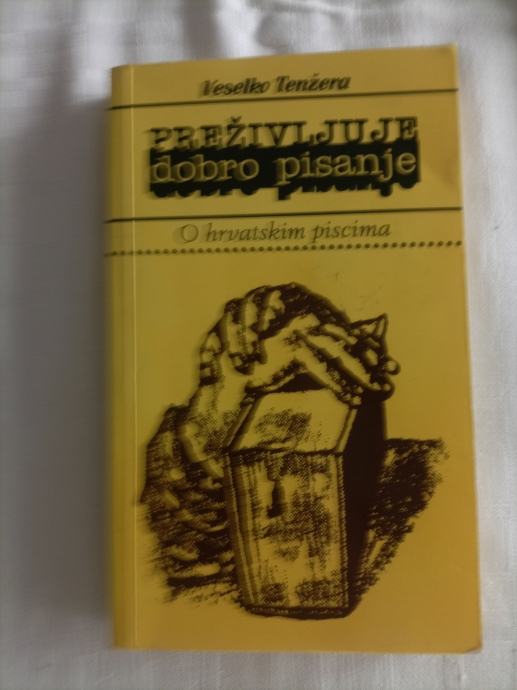 Veselko Tenžera
PREŽIVLJUJE
dobro pisanje
O hrvatskim piscima